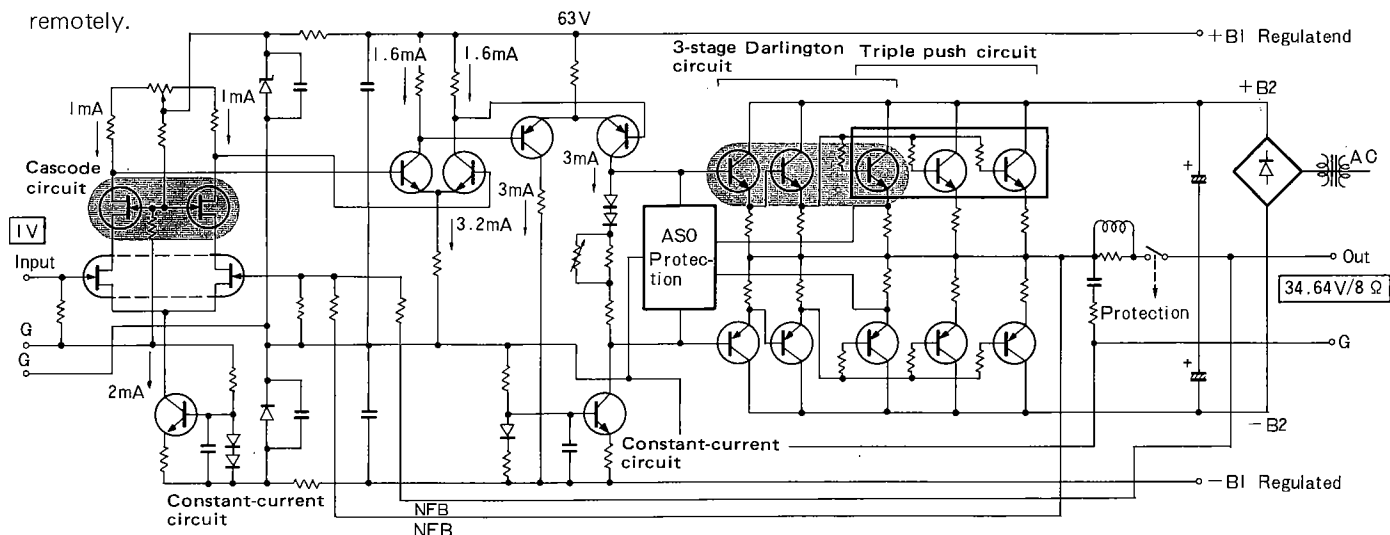 remotely.
63V
+B1 Regulatend
3-stage Darlington
circuit
Triple push circuit
1.6mA
1.6mA
1mA
1mA
+B2
AC
Cascode
circuit
3mA
3mA
3.2mA
1V
Input
ASO
Protec-
tion
Out
34.64V/8 Ω
Protection
G
G
G
2mA
-B2
Constant-current
circuit
Constant-current
circuit
-B1 Regulated
NFB
NFB